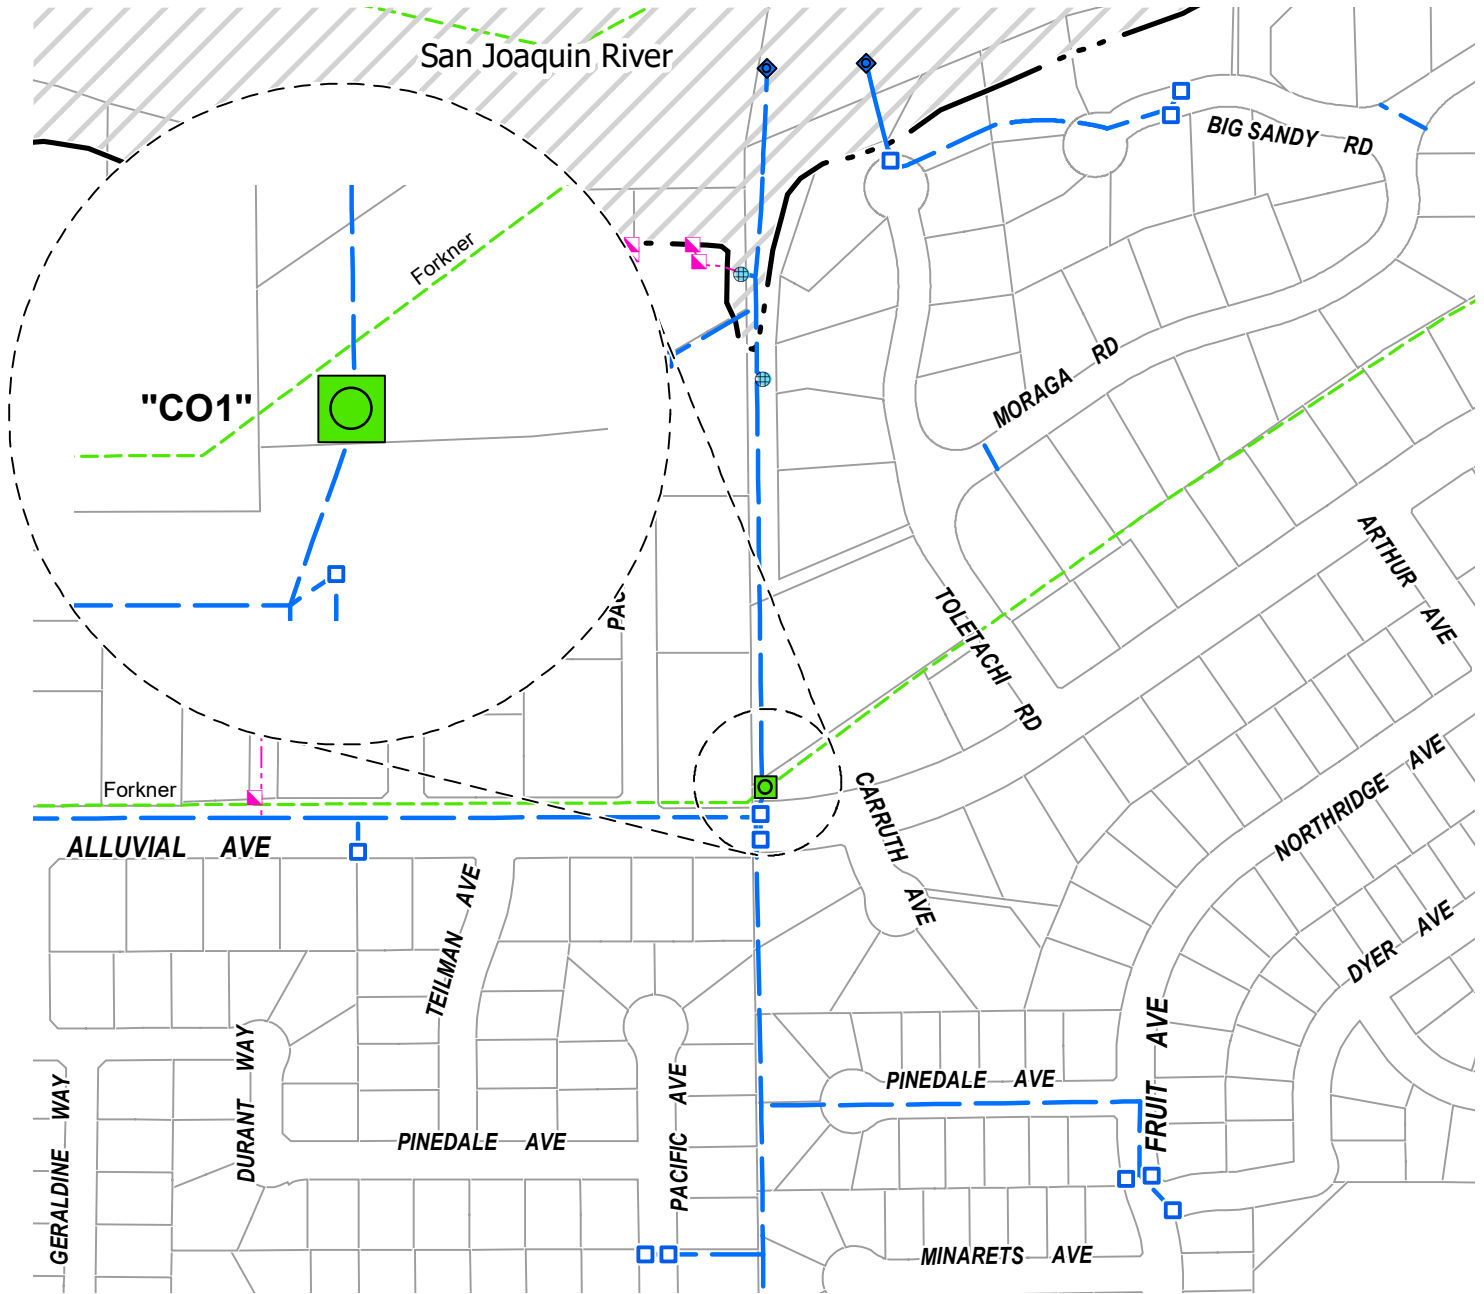 San Joaquin River
BIG SANDY RD
Forkner
"CO1"
MORAGA RD
ARTHUR AVE
TOLETACHI RD
PAC
Forkner
ALLUVIAL AVE
CARRUTH AVE
NORTHRIDGE AVE
TEILMAN AVE
DYER AVE
DURANT WAY
GERALDINE WAY
PINEDALE AVE
PINEDALE AVE
PACIFIC AVE
FRUIT AVE
MINARETS AVE